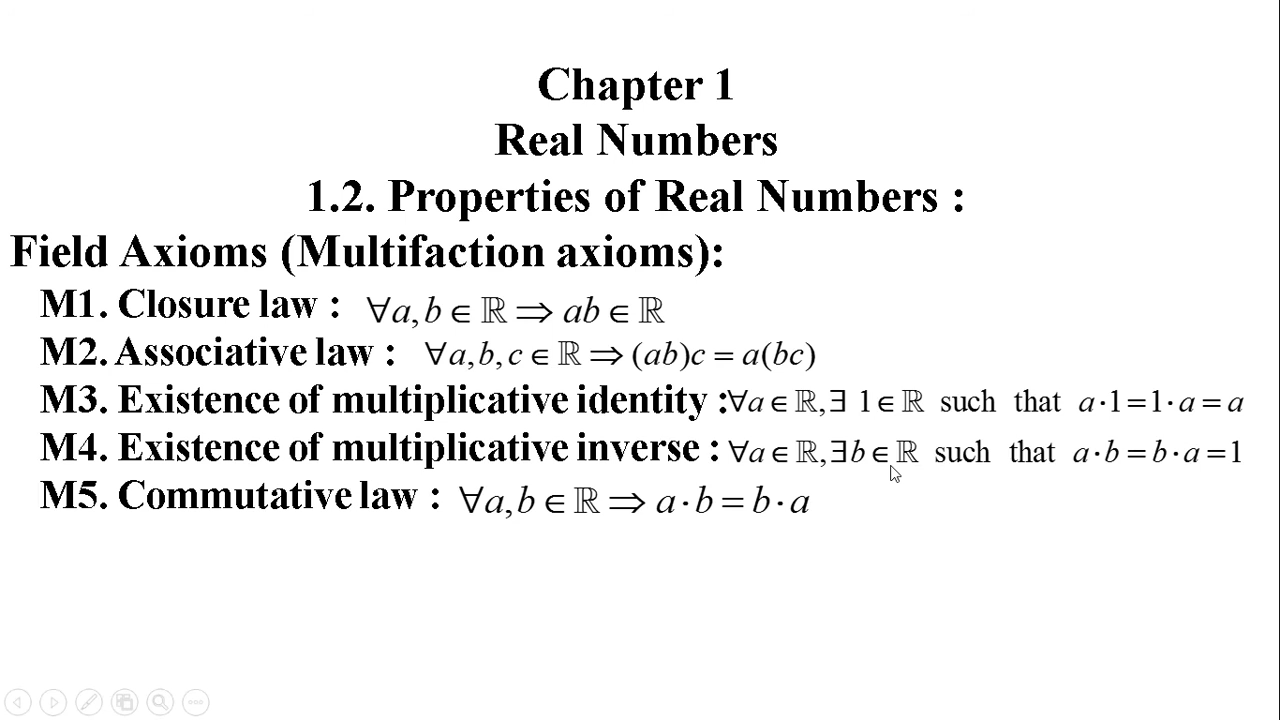 Chapter 1
Real Numbers
1.2. Properties of Real Numbers :
Field Axioms (Multifaction axioms):
M1. Closure law : ∀a,b ∈ ℝ ⇒ ab ∈ ℝ
M2. Associative law : ∀a,b,c ∈ ℝ ⇒ (ab)c = a(bc)
M3. Existence of multiplicative identity : ∀a ∈ ℝ, ∃ 1 ∈ ℝ such that a·1 = 1·a = a
M4. Existence of multiplicative inverse : ∀a ∈ ℝ, ∃b ∈ ℝ such that a·b = b·a = 1
M5. Commutative law : ∀a,b ∈ ℝ ⇒ a·b = b·a